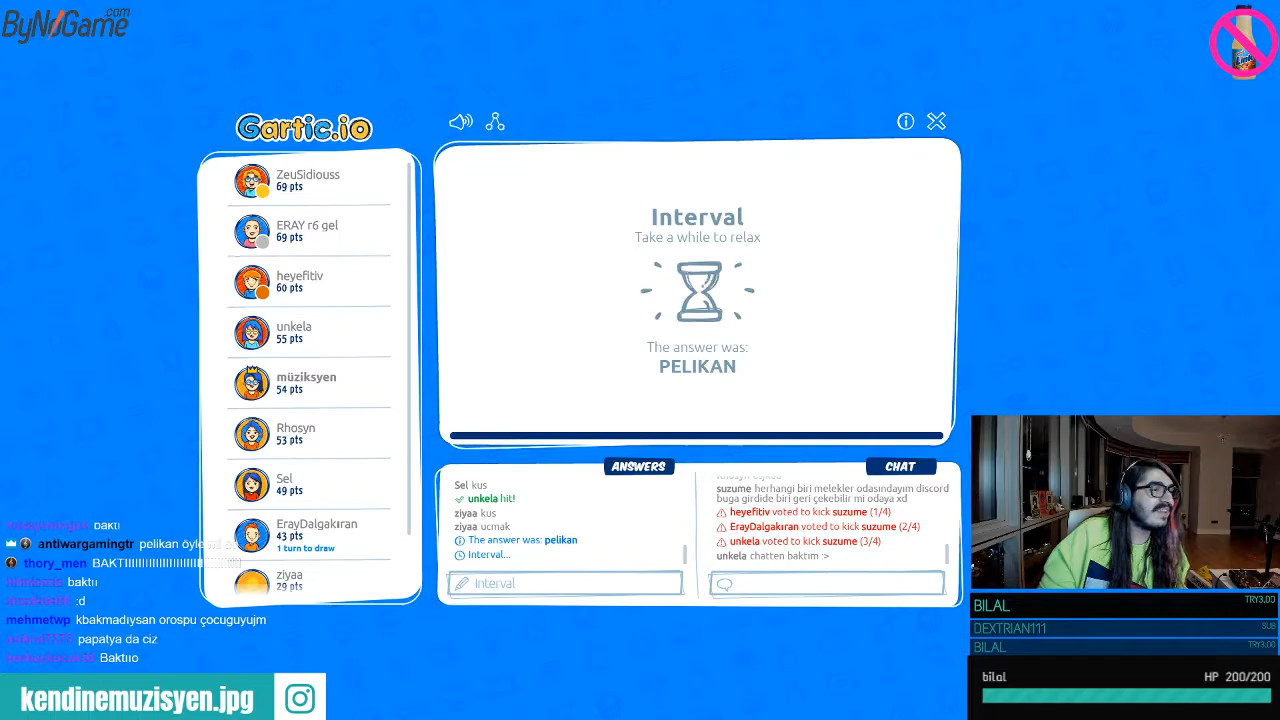 ByNoGame.com
Gartic.io
ZeuSidiouss
69 pts
ERAY r6 gel
69 pts
heyefitiv
60 pts
unkela
55 pts
müziksyen
54 pts
Rhosyn
53 pts
Sel
49 pts
ErayDalgakıran
43 pts
1 turn to draw
ziyaa
29 pts
Interval
Take a while to relax
The answer was:
PELIKAN
ANSWERS
Sel kus
unkela hit!
ziyaa kus
ziyaa ucmak
The answer was: pelikan
Interval...
Interval
CHAT
suzume herhangi biri melekler odasındayım discord
buga girdide biri geri çekebilir mi odaya xd
heyefitiv voted to kick suzume (1/4)
ErayDalgakıran voted to kick suzume (2/4)
unkela voted to kick suzume (3/4)
unkela chatten baktım :>
baktı
antiwargamingtr pelikan öyle mi
thory_men
baktıı
:d
mehmetwp kbakmadıysan orospu çocuguyujm
papatya da ciz
Baktııo
kendinemuzisyen.jpg
BILAL TRY3.00
DEXTRIAN111 SUB
BILAL TRY3.00
bilal HP 200/200